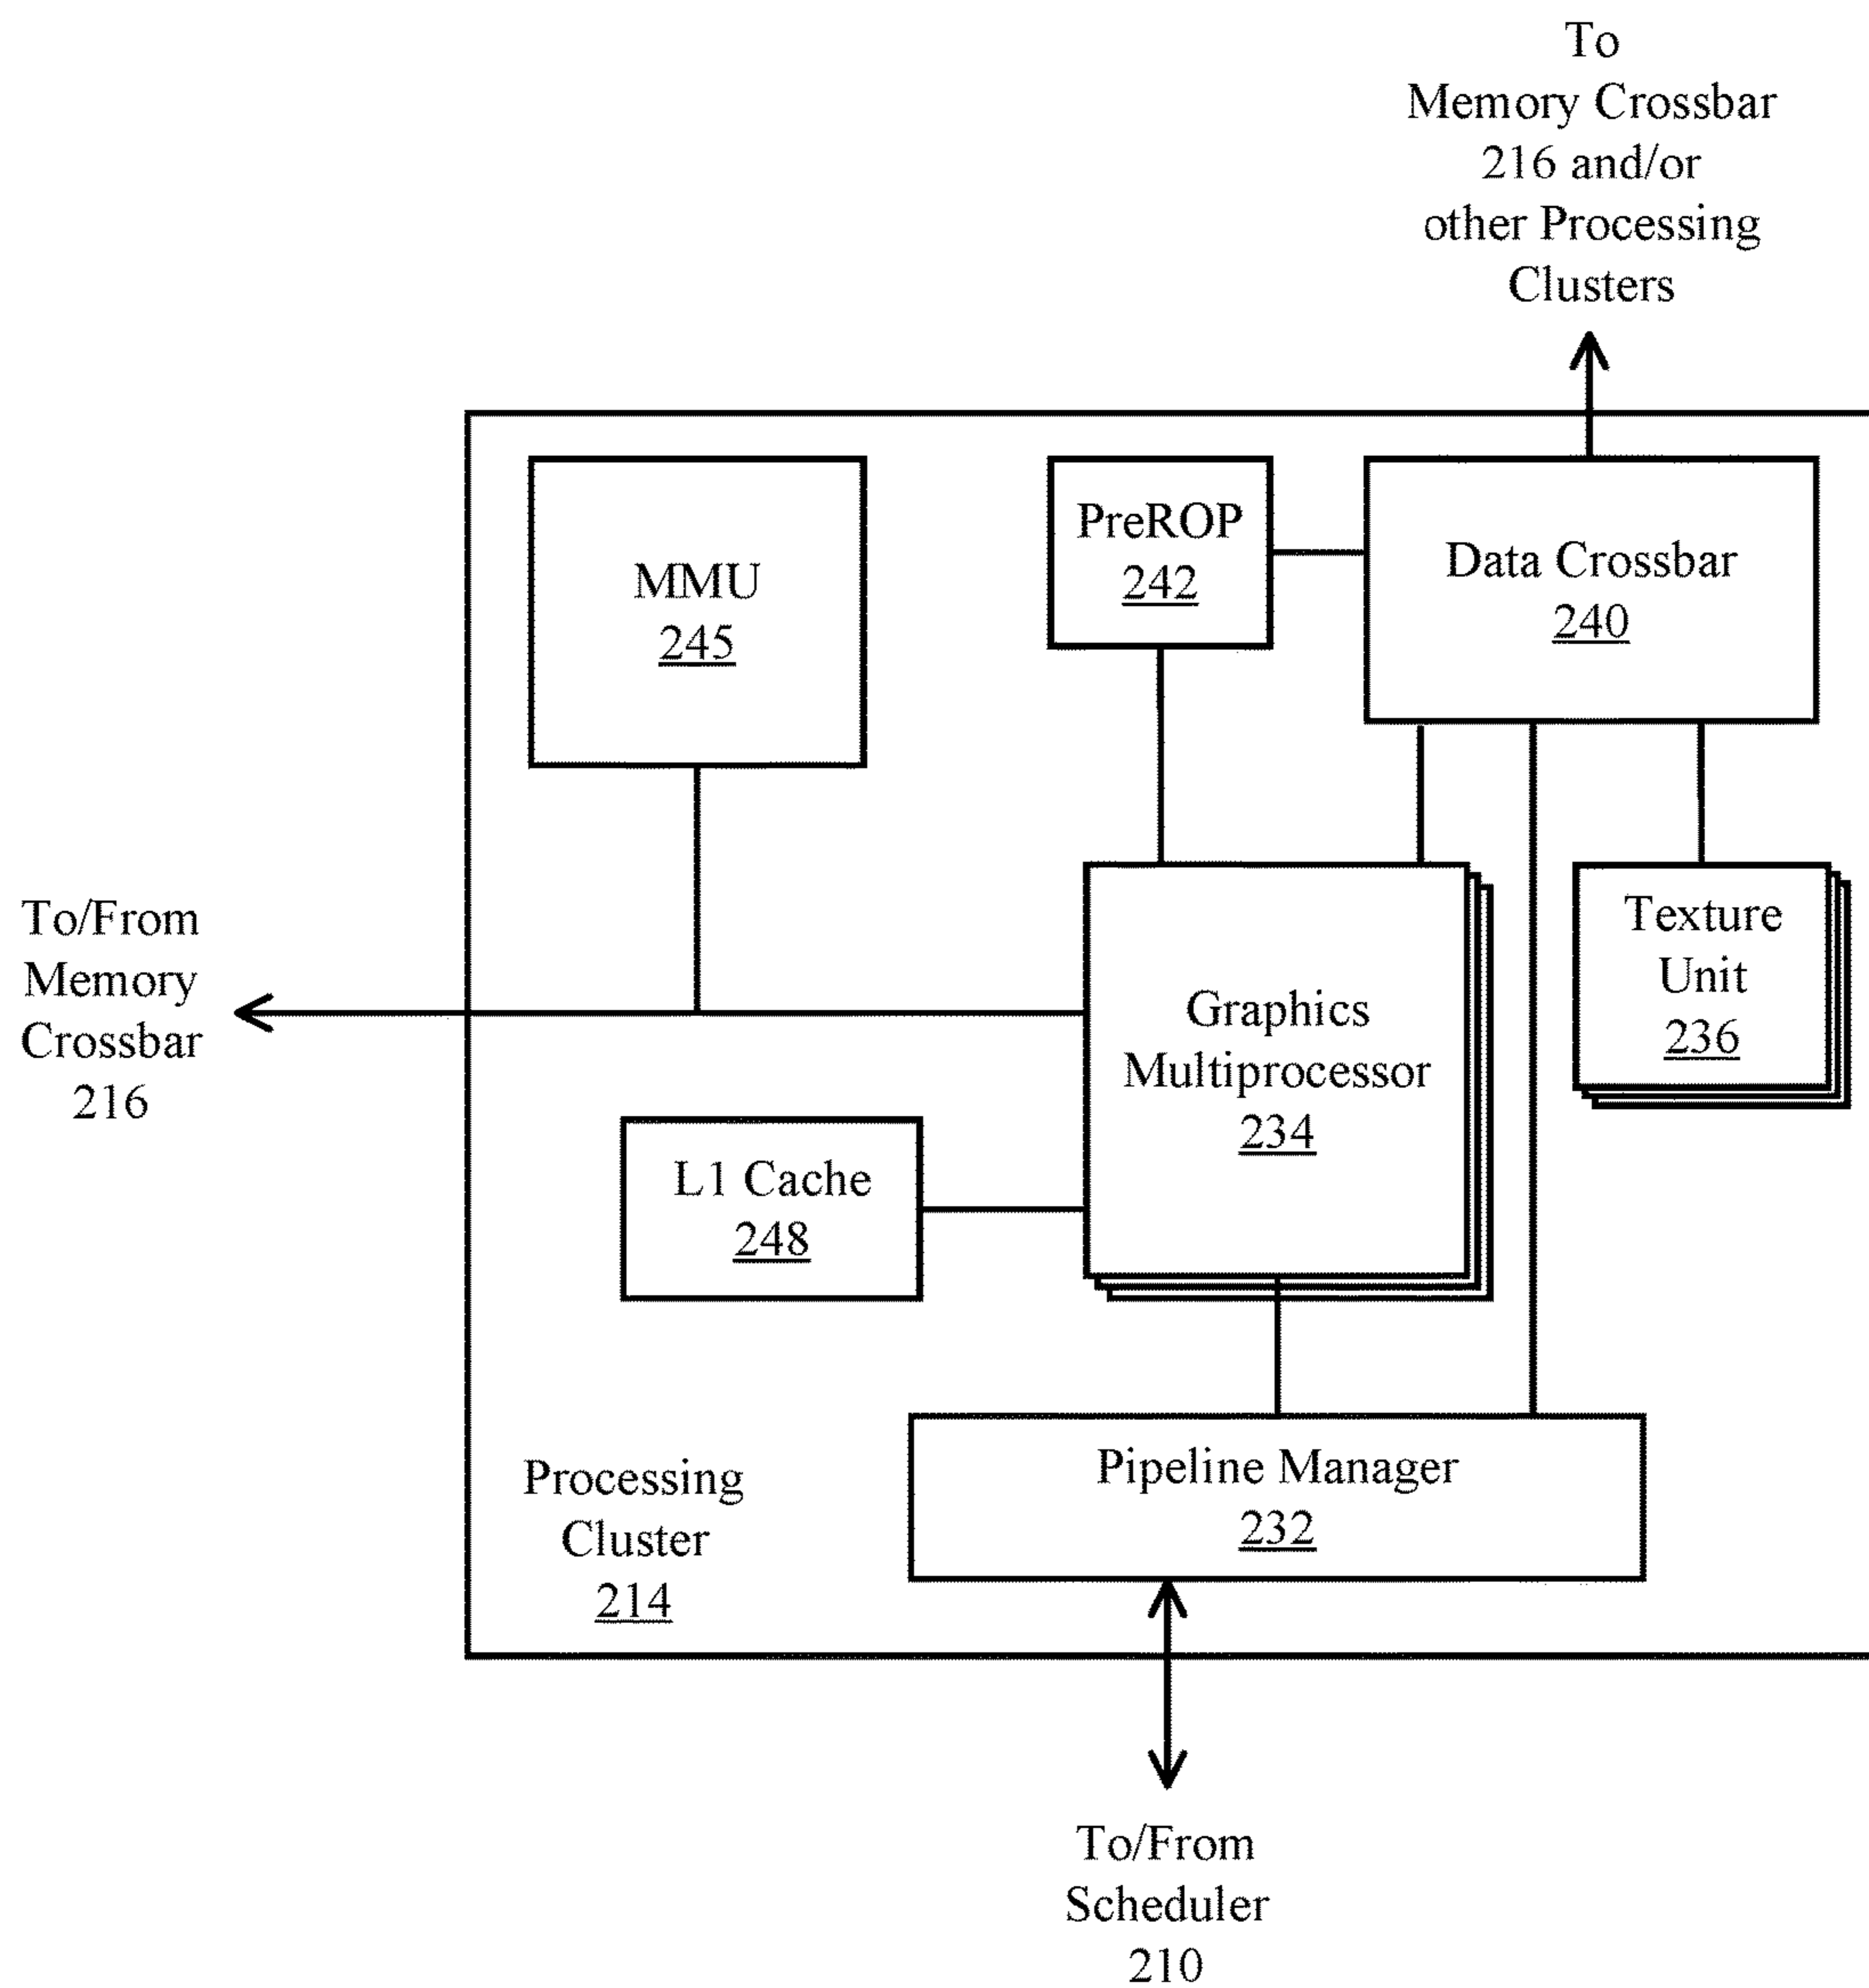 To
Memory Crossbar
216 and/or
other Processing
Clusters
MMU
245
PreROP
242
Data Crossbar
240
To/From
Memory
Crossbar
216
Graphics
Multiprocessor
234
Texture
Unit
236
L1 Cache
248
Processing
Cluster
214
Pipeline Manager
232
To/From
Scheduler
210